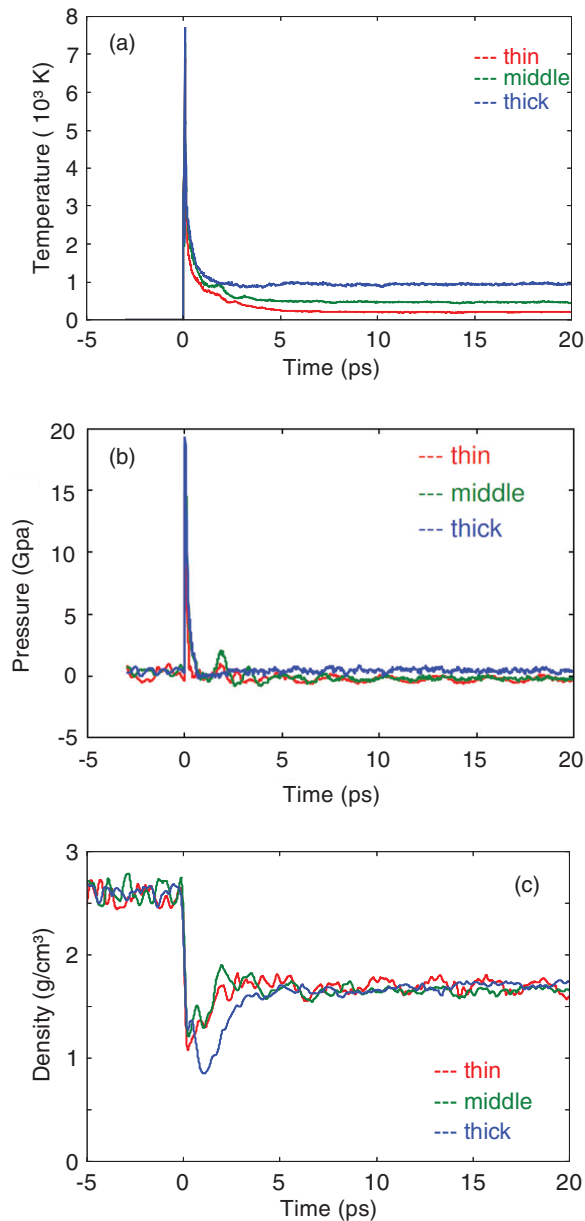 (a)
thin
middle
thick
Temperature ( 10³ K)
8
7
6
5
4
3
2
1
0
-5 0 5 10 15 20
Time (ps)
(b)
thin
middle
thick
Pressure (Gpa)
20
15
10
5
0
-5
-5 0 5 10 15 20
Time (ps)
(c)
thin
middle
thick
Density (g/cm³)
3
2
1
0
-5 0 5 10 15 20
Time (ps)